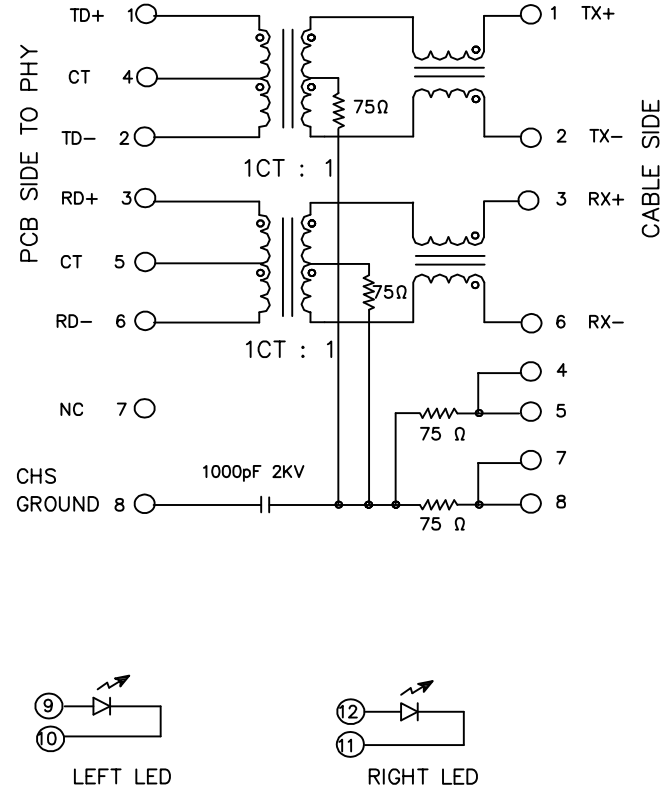 TD+ 1
1 TX+
CT 4
75Ω
TD− 2
2 TX−
1CT : 1
PCB SIDE TO PHY
CABLE SIDE
RD+ 3
3 RX+
CT 5
75Ω
RD− 6
6 RX−
1CT : 1
4
NC 7
5
75 Ω
7
1000pF 2KV
CHS
GROUND 8
8
75 Ω
9
10
LEFT LED
12
11
RIGHT LED